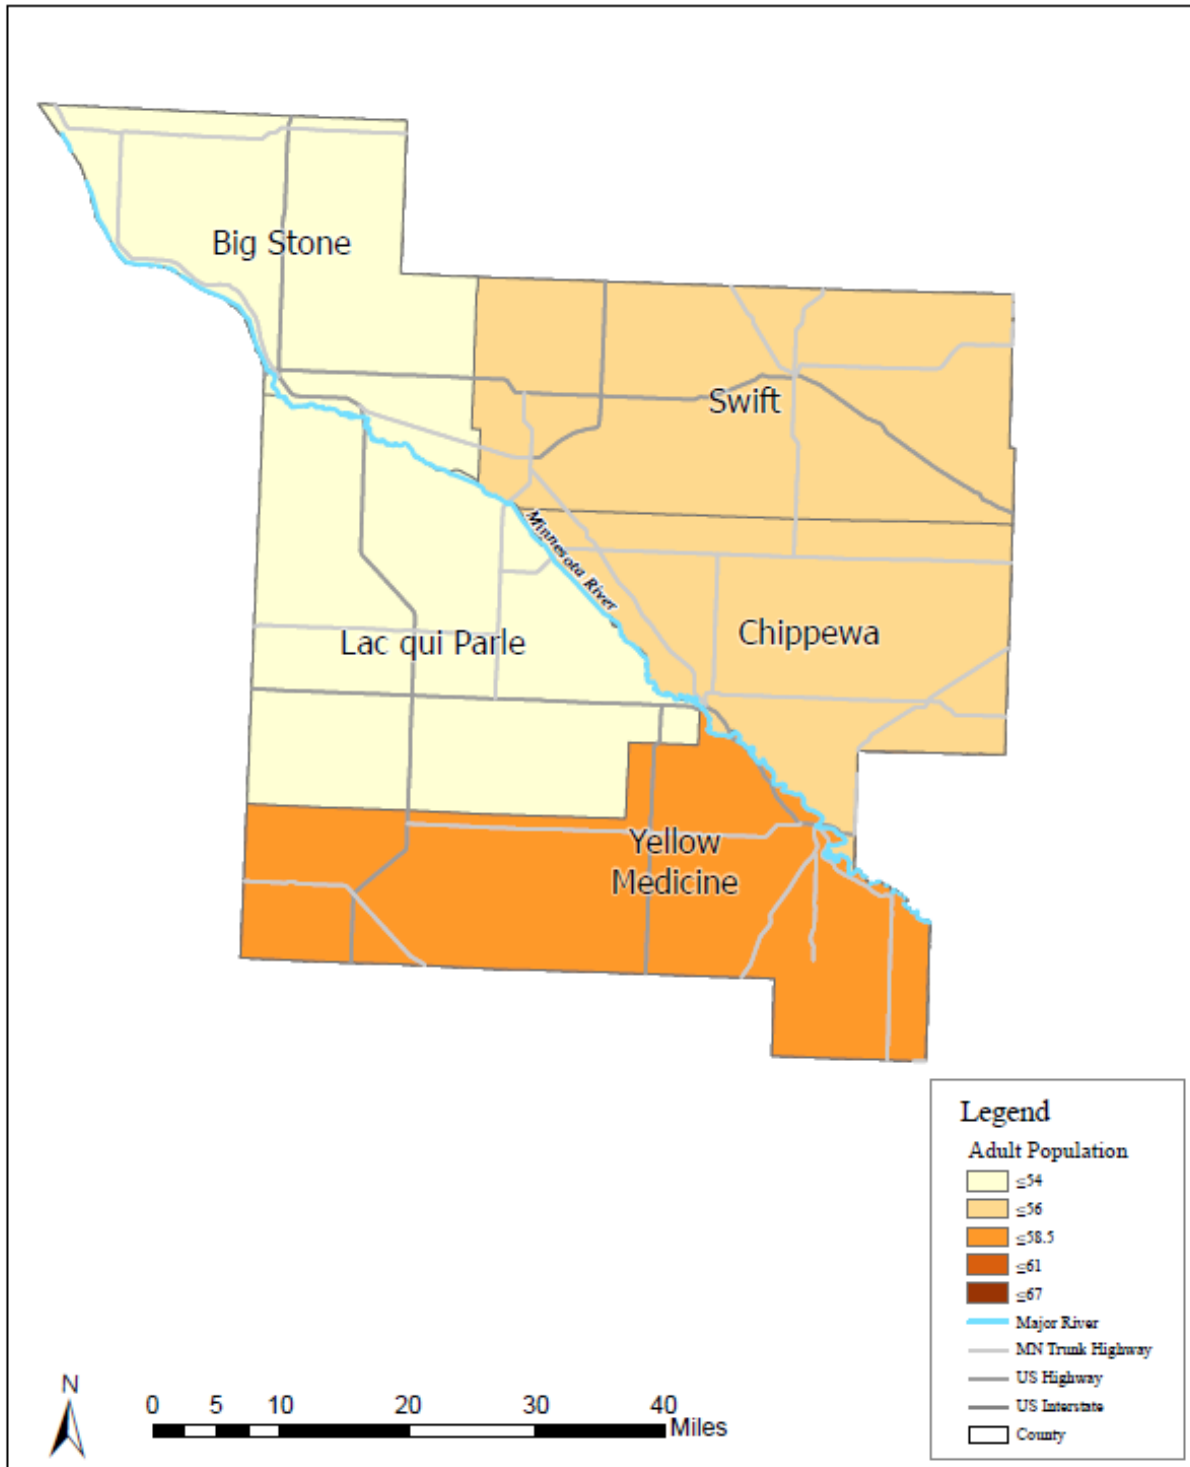 Big Stone
Swift
Minnesota River
Chippewa
Lac qui Parle
Yellow
Medicine
Legend
Adult Population
≤54
≤56
≤58.5
≤61
≤67
Major River
MN Trunk Highway
US Highway
US Interstate
County
N
0 5 10 20 30 40
Miles